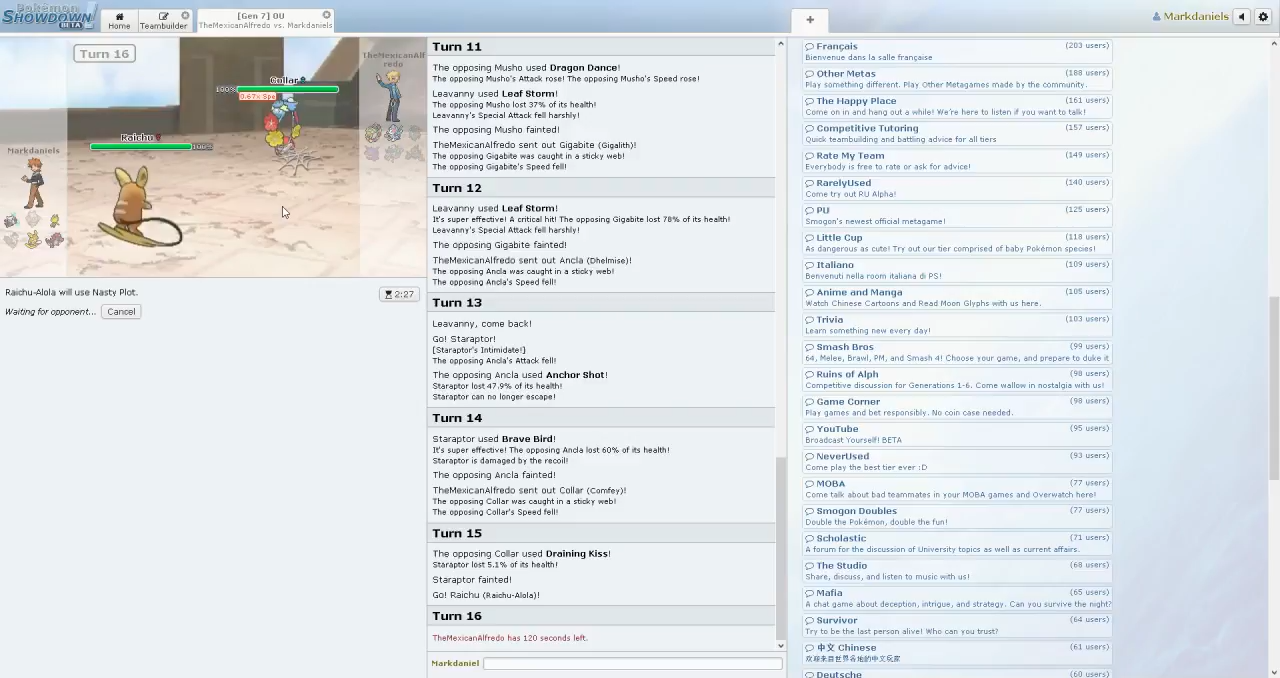 Pokémon
Showdown
BETA
Home
Teambuilder
[Gen 7] OU
TheMexicanAlfredo vs. Markdaniels
+
Markdaniels
Turn 16
TheMexicanAlf
redo
Collar
100%
0.67× Spe
Raichu
100%
Markdaniels
Raichu-Alola will use Nasty Plot.
2:27
Waiting for opponent...
Cancel
Turn 11
The opposing Musho used Dragon Dance!
The opposing Musho's Attack rose! The opposing Musho's Speed rose!
Leavanny used Leaf Storm!
The opposing Musho lost 37% of its health!
Leavanny's Special Attack fell harshly!
The opposing Musho fainted!
TheMexicanAlfredo sent out Gigabite (Gigalith)!
The opposing Gigabite was caught in a sticky web!
The opposing Gigabite's Speed fell!
Turn 12
Leavanny used Leaf Storm!
It's super effective! A critical hit! The opposing Gigabite lost 78% of its health!
Leavanny's Special Attack fell harshly!
The opposing Gigabite fainted!
TheMexicanAlfredo sent out Ancla (Dhelmise)!
The opposing Ancla was caught in a sticky web!
The opposing Ancla's Speed fell!
Turn 13
Leavanny, come back!
Go! Staraptor!
[Staraptor's Intimidate!]
The opposing Ancla's Attack fell!
The opposing Ancla used Anchor Shot!
Staraptor lost 47.9% of its health!
Staraptor can no longer escape!
Turn 14
Staraptor used Brave Bird!
It's super effective! The opposing Ancla lost 60% of its health!
Staraptor is damaged by the recoil!
The opposing Ancla fainted!
TheMexicanAlfredo sent out Collar (Comfey)!
The opposing Collar was caught in a sticky web!
The opposing Collar's Speed fell!
Turn 15
The opposing Collar used Draining Kiss!
Staraptor lost 5.1% of its health!
Staraptor fainted!
Go! Raichu (Raichu-Alola)!
Turn 16
TheMexicanAlfredo has 120 seconds left.
Markdaniel
Français (203 users)
Bienvenue dans la salle française
Other Metas (188 users)
Play something different. Play Other Metagames made by the community.
The Happy Place (161 users)
Come on in and hang out a while! We're here to listen if you want to talk!
Competitive Tutoring (157 users)
Quick teambuilding and battling advice for all tiers
Rate My Team (149 users)
Everybody is free to rate or ask for advice!
RarelyUsed (140 users)
Come try out RU Alpha!
PU (125 users)
Smogon's newest official metagame!
Little Cup (118 users)
As dangerous as cute! Try out our tier comprised of baby Pokémon species!
Italiano (109 users)
Benvenuti nella room italiana di PS!
Anime and Manga (105 users)
Watch Chinese Cartoons and Read Moon Glyphs with us here.
Trivia (103 users)
Learn something new every day!
Smash Bros (99 users)
64, Melee, Brawl, PM, and Smash 4! Choose your game, and prepare to duke it
Ruins of Alph (98 users)
Competitive discussion for Generations 1-6. Come wallow in nostalgia with us!
Game Corner (98 users)
Play games and bet responsibly. No coin case needed.
YouTube (95 users)
Broadcast Yourself! BETA
NeverUsed (93 users)
Come play the best tier ever :D
MOBA (77 users)
Come talk about bad teammates in your MOBA games and Overwatch here!
Smogon Doubles (77 users)
Double the Pokémon, double the fun!
Scholastic (71 users)
A forum for the discussion of University topics as well as current affairs.
The Studio (68 users)
Share, discuss, and listen to music with us!
Mafia (65 users)
A chat game about deception, intrigue, and strategy. Can you survive the night?
Survivor (64 users)
Try to be the last person alive! Who can you trust?
中文 Chinese (61 users)
欢迎来自世界各地的中文玩家
Deutsche (60 users)